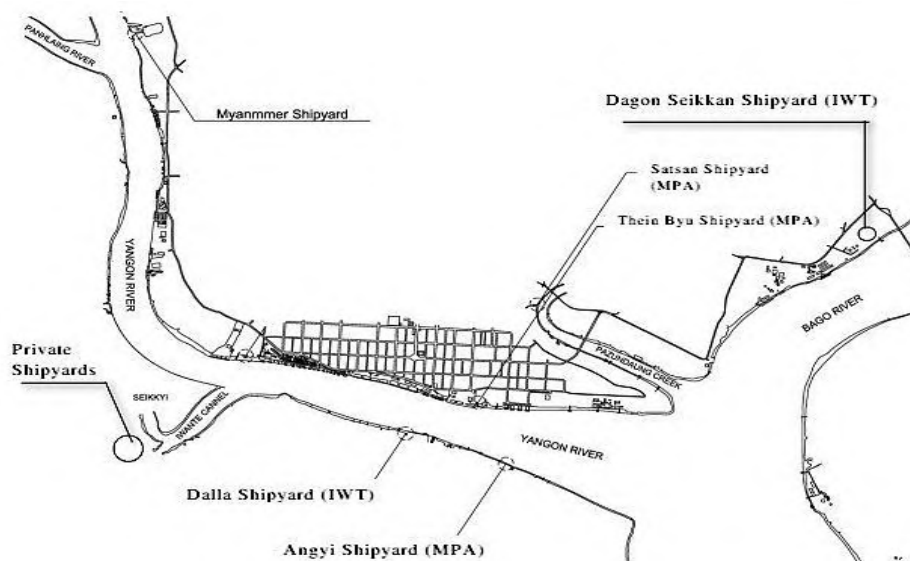 PANHLAING RIVER
Myanmmer Shipyard
Dagon Seikkan Shipyard (IWT)
Satsan Shipyard
(MPA)
Thein Byu Shipyard (MPA)
YANGON RIVER
BAGO RIVER
Private
Shipyards
PAZUNDAUNG CREEK
SEIKKYI
IWANTE CANNEL
YANGON RIVER
Dalla Shipyard (IWT)
Angyi Shipyard (MPA)